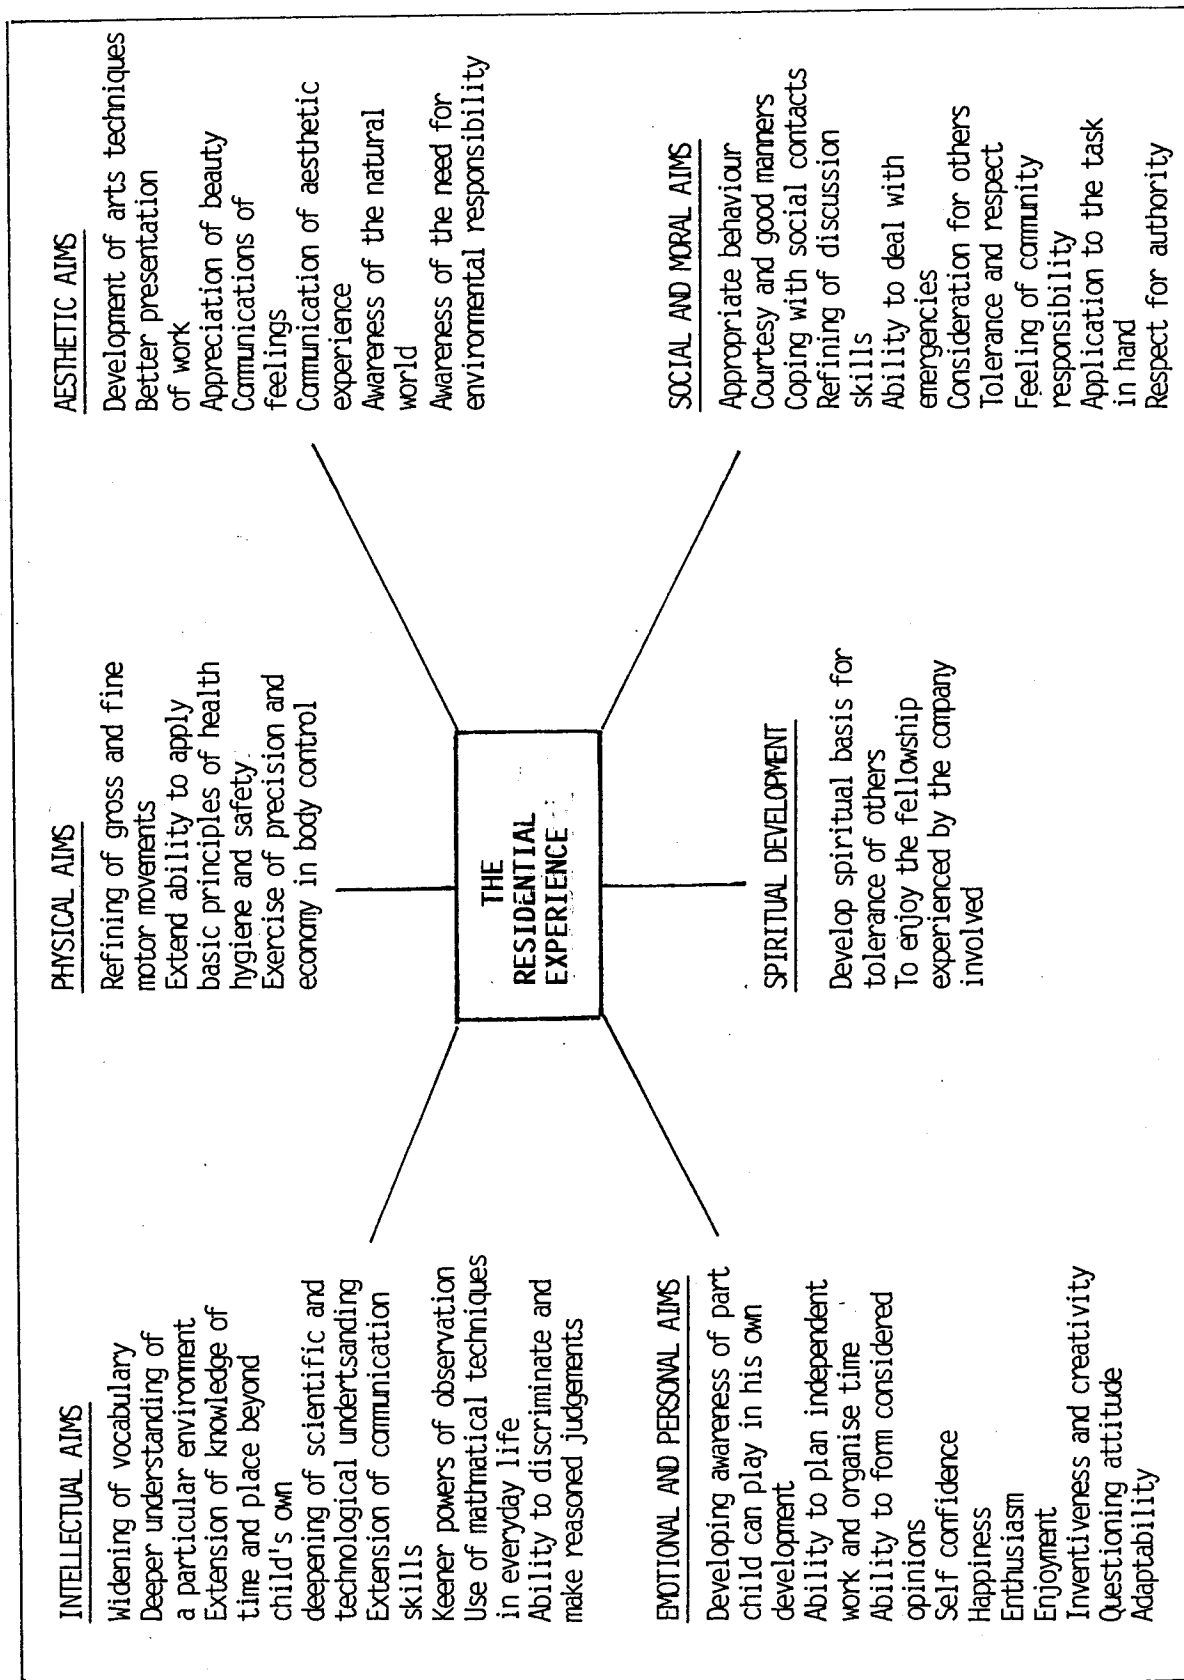 INTELLECTUAL AIMS
Widening of vocabulary
Deeper understanding of
a particular environment
Extension of knowledge of
time and place beyond
child's own
deepening of scientific and
technological undertsanding
Extension of communication
skills
Keener powers of observation
Use of mathmatical techniques
in everyday life
Ability to discriminate and
make reasoned judgements
PHYSICAL AIMS
Refining of gross and fine
motor movements
Extend ability to apply
basic principles of health
hygiene and safety.
Exercise of precision and
economy in body control
AESTHETIC AIMS
Development of arts techniques
Better presentation
of work
Appreciation of beauty
Communications of
feelings
Communication of aesthetic
experience
Awareness of the natural
world
Awareness of the need for
environmental responsibility
THE
RESIDENTIAL
EXPERIENCE
EMOTIONAL AND PERSONAL AIMS
Developing awareness of part
child can play in his own
development
Ability to plan independent
work and organise time
Ability to form considered
opinions
Self confidence
Happiness
Enthusiasm
Enjoyment
Inventiveness and creativity
Questioning attitude
Adaptability
SPIRITUAL DEVELOPMENT
Develop spiritual basis for
tolerance of others
To enjoy the fellowship
experienced by the company
involved
SOCIAL AND MORAL AIMS
Appropriate behaviour
Courtesy and good manners
Coping with social contacts
Refining of discussion
skills
Ability to deal with
emergencies
Consideration for others
Tolerance and respect
Feeling of community
responsibility
Application to the task
in hand
Respect for authority